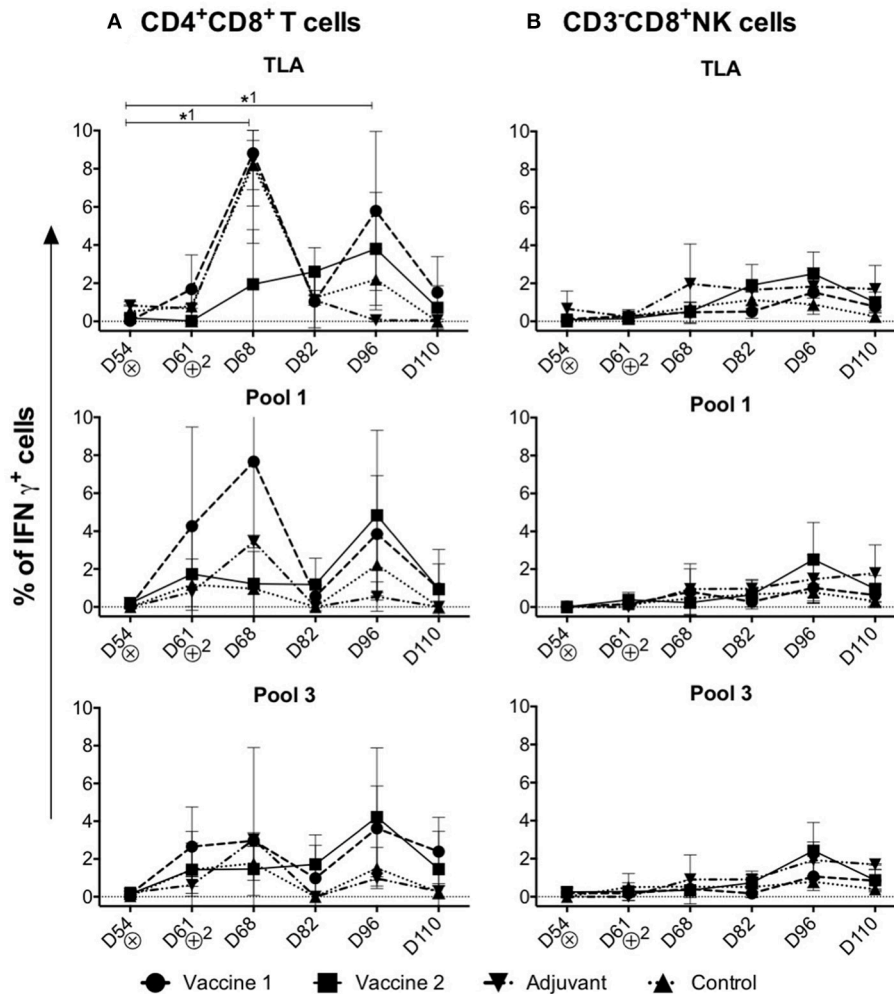 A CD4⁺CD8⁺ T cells
B CD3⁻CD8⁺NK cells
% of IFN γ⁺ cells
TLA
*1
*1
10
8
6
4
2
0
D54 D61 D68 D82 D96 D110
⊗ ⊕²
TLA
10
8
6
4
2
0
D54 D61 D68 D82 D96 D110
⊗ ⊕²
Pool 1
10
8
6
4
2
0
D54 D61 D68 D82 D96 D110
⊗ ⊕²
Pool 1
10
8
6
4
2
0
D54 D61 D68 D82 D96 D110
⊗ ⊕²
Pool 3
10
8
6
4
2
0
D54 D61 D68 D82 D96 D110
⊗ ⊕²
Pool 3
10
8
6
4
2
0
D54 D61 D68 D82 D96 D110
⊗ ⊕²
Vaccine 1 Vaccine 2 Adjuvant Control